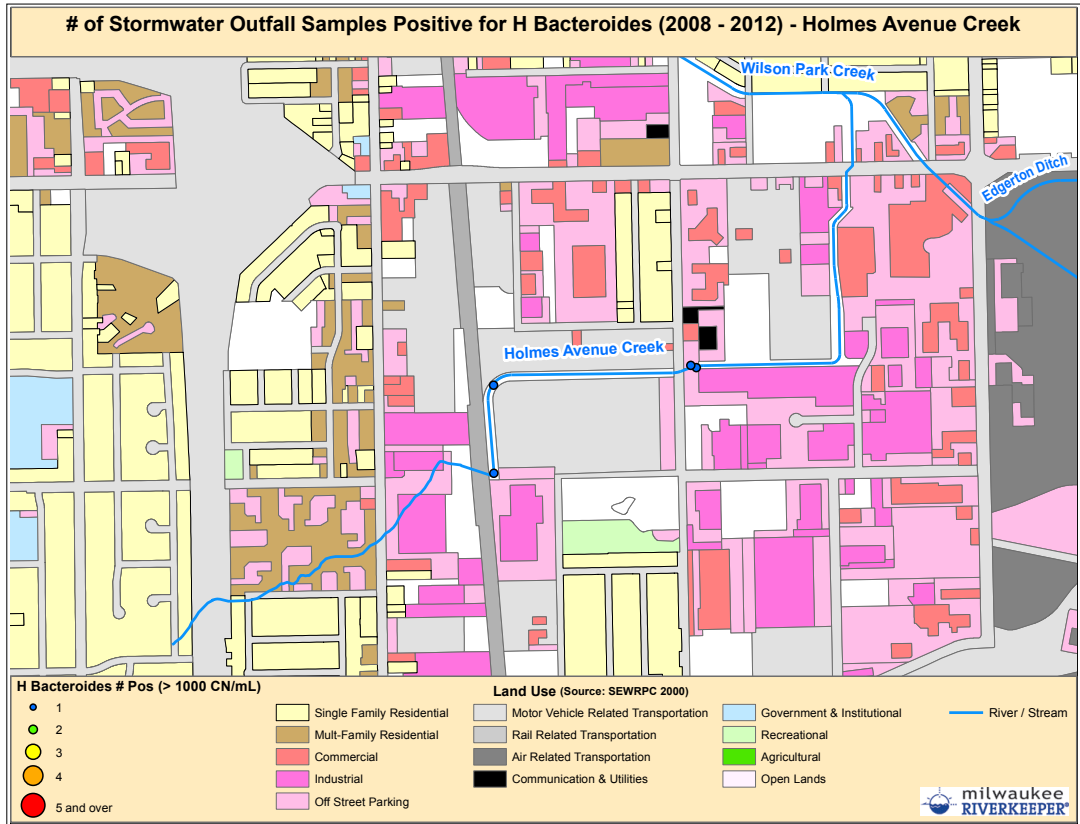 # of Stormwater Outfall Samples Positive for H Bacteroides (2008 - 2012) - Holmes Avenue Creek
Wilson Park Creek
Edgerton Ditch
Holmes Avenue Creek
H Bacteroides # Pos (> 1000 CN/mL)
1
2
3
4
5 and over
Land Use (Source: SEWRPC 2000)
Single Family Residential
Mult-Family Residential
Commercial
Industrial
Off Street Parking
Motor Vehicle Related Transportation
Rail Related Transportation
Air Related Transportation
Communication & Utilities
Government & Institutional
Recreational
Agricultural
Open Lands
River / Stream
milwaukee
RIVERKEEPER®